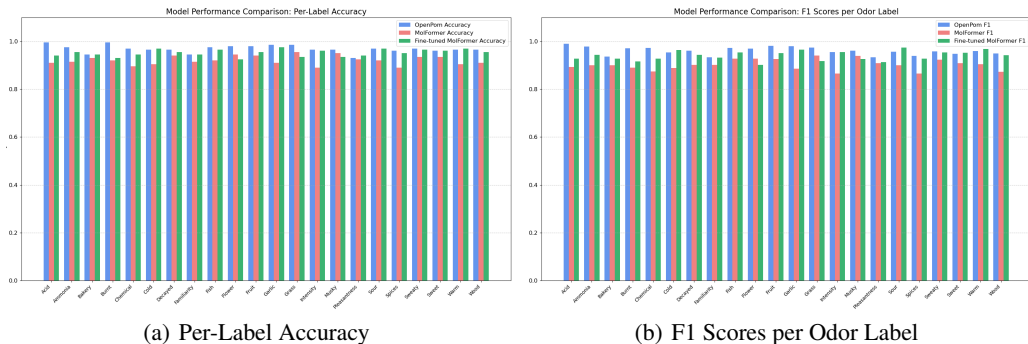 Model Performance Comparison: Per-Label Accuracy
OpenPom Accuracy
MolFormer Accuracy
Fine-tuned MolFormer Accuracy
1.0
0.8
0.6
0.4
0.2
0.0
Acid
Ammonia
Bakery
Burnt
Chemical
Cold
Decayed
Familiarity
Fish
Flower
Fruit
Garlic
Grass
Intensity
Musky
Pleasantness
Sour
Spices
Sweaty
Sweet
Warm
Wood
(a) Per-Label Accuracy
Model Performance Comparison: F1 Scores per Odor Label
OpenPom F1
MolFormer F1
Fine-tuned MolFormer F1
1.0
0.8
0.6
0.4
0.2
0.0
Acid
Ammonia
Bakery
Burnt
Chemical
Cold
Decayed
Familiarity
Fish
Flower
Fruit
Garlic
Grass
Intensity
Musky
Pleasantness
Sour
Spices
Sweaty
Sweet
Warm
Wood
(b) F1 Scores per Odor Label